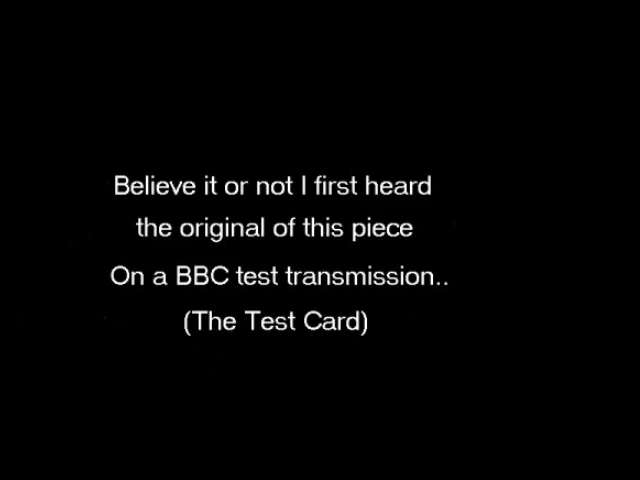 Believe it or not I first heard
the original of this piece
On a BBC test transmission..
(The Test Card)